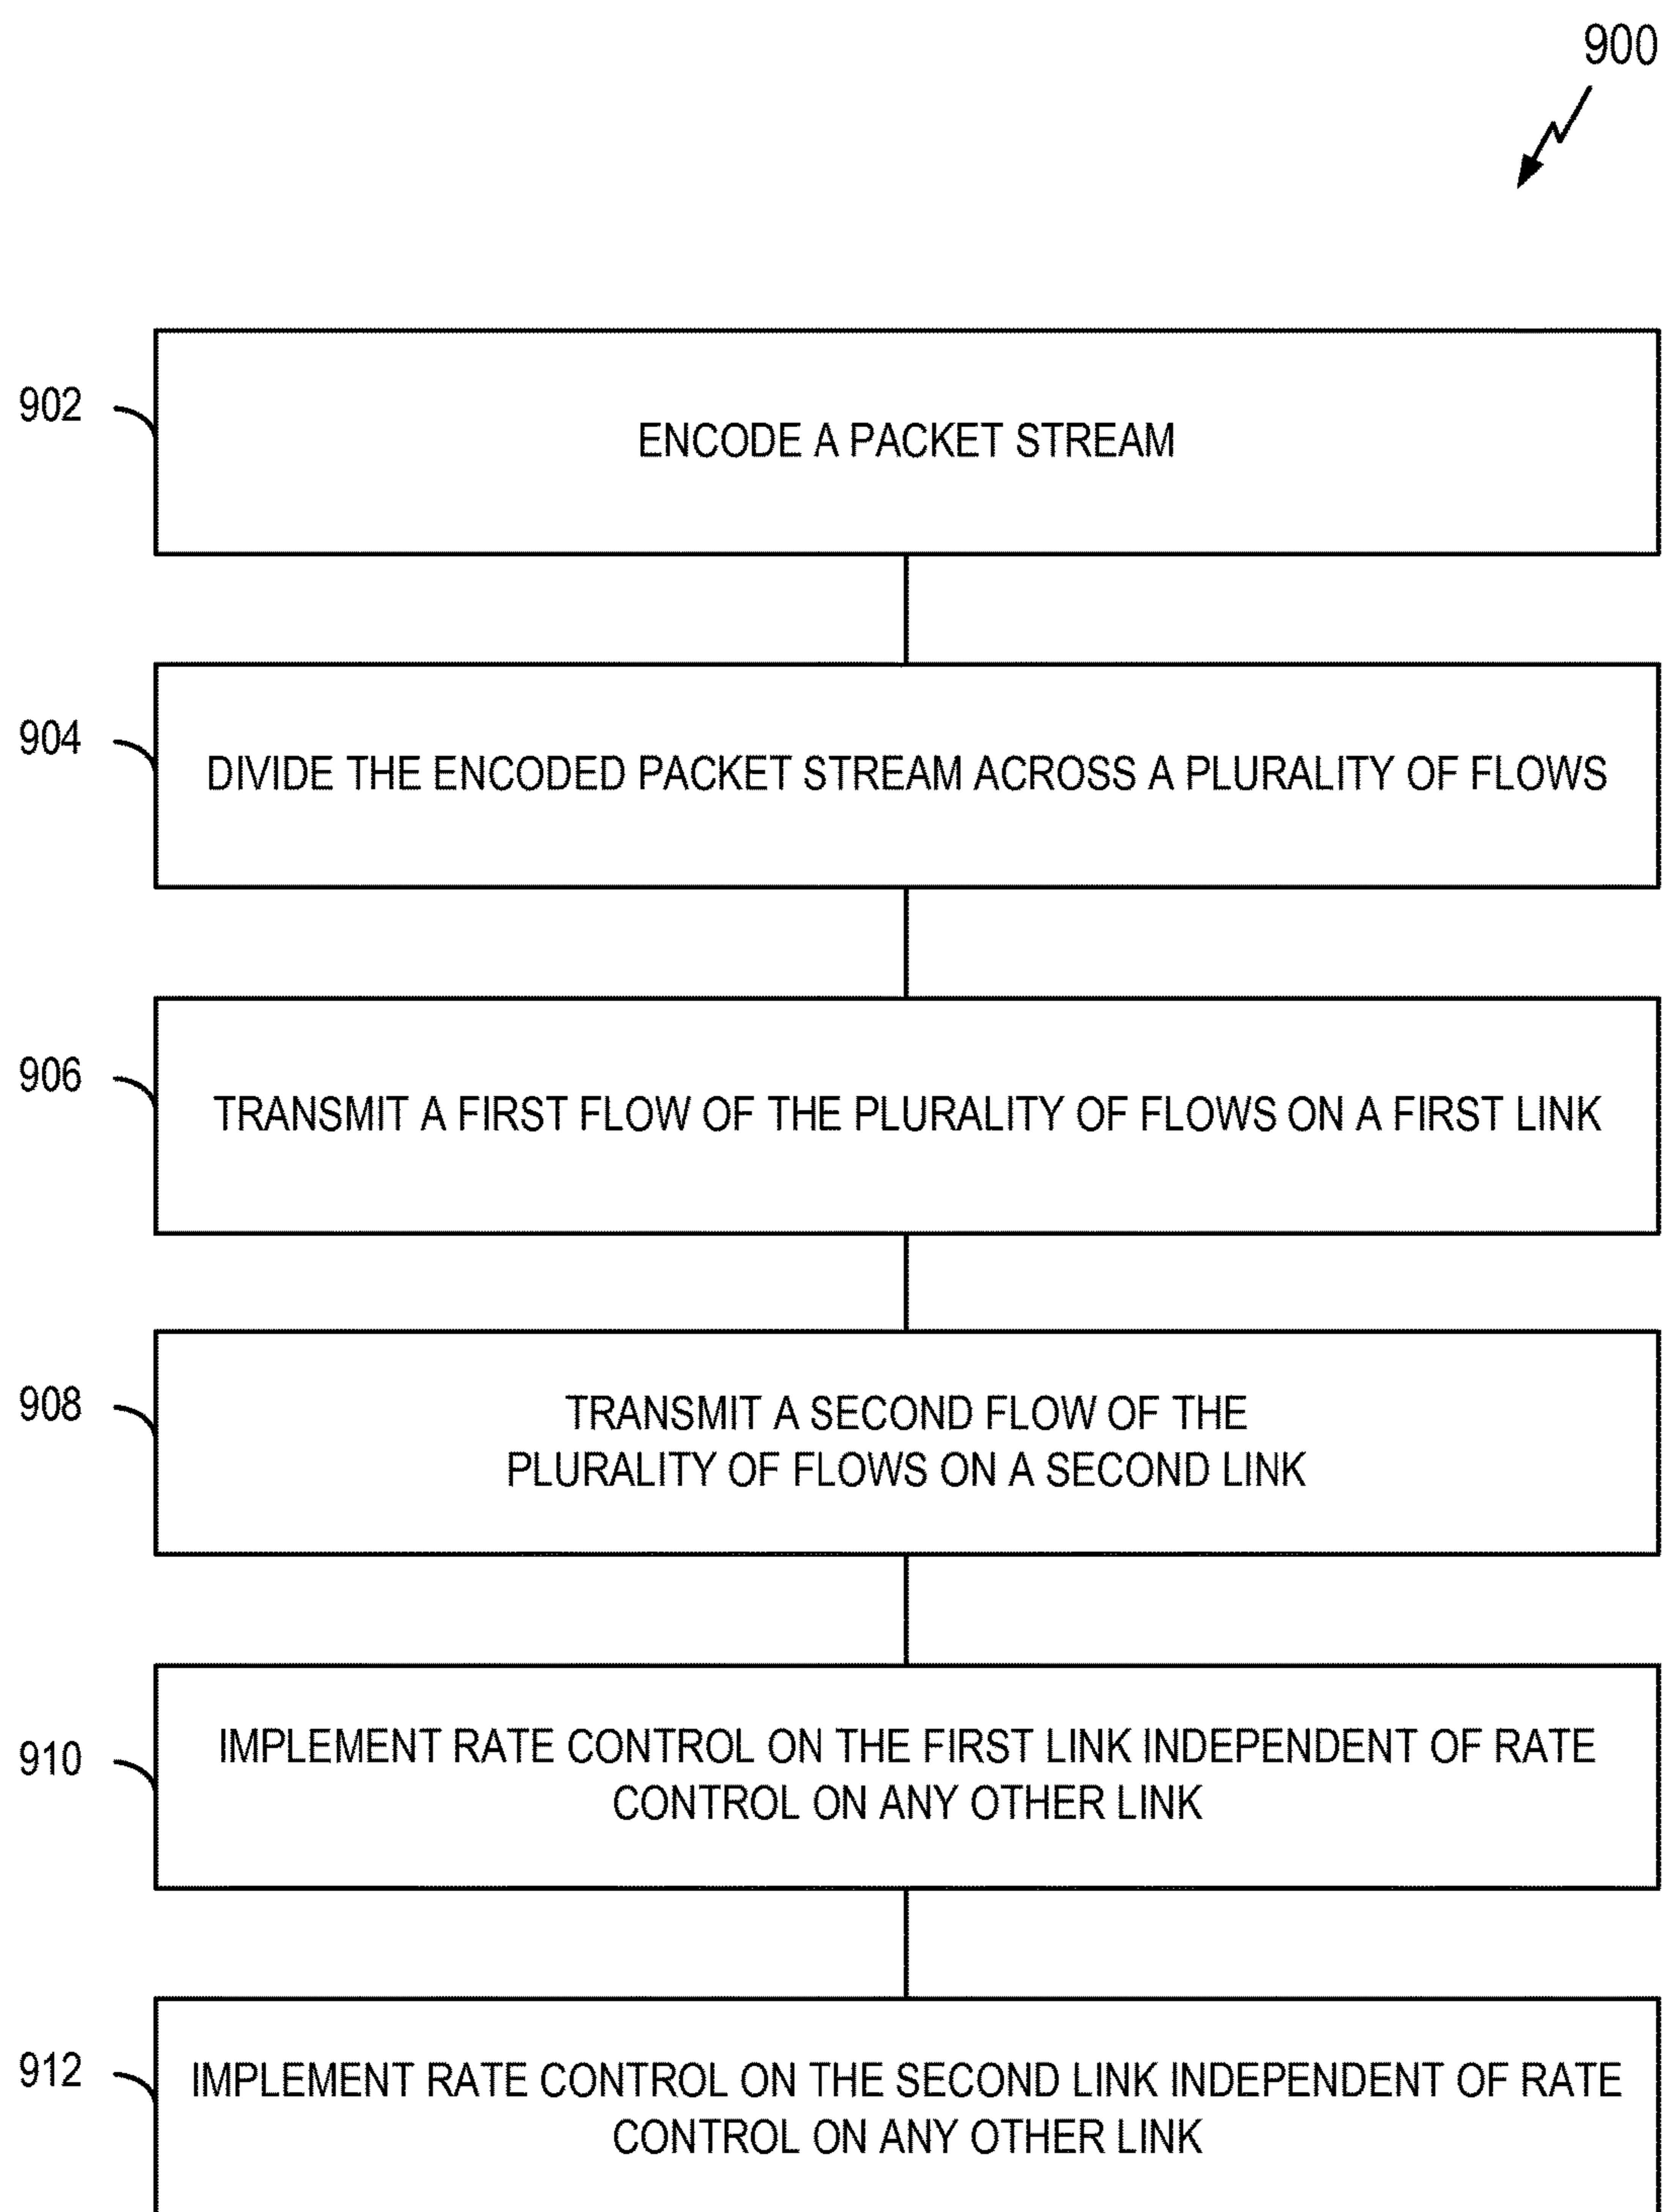 900
902
ENCODE A PACKET STREAM
904
DIVIDE THE ENCODED PACKET STREAM ACROSS A PLURALITY OF FLOWS
906
TRANSMIT A FIRST FLOW OF THE PLURALITY OF FLOWS ON A FIRST LINK
908
TRANSMIT A SECOND FLOW OF THE
PLURALITY OF FLOWS ON A SECOND LINK
910
IMPLEMENT RATE CONTROL ON THE FIRST LINK INDEPENDENT OF RATE
CONTROL ON ANY OTHER LINK
912
IMPLEMENT RATE CONTROL ON THE SECOND LINK INDEPENDENT OF RATE
CONTROL ON ANY OTHER LINK